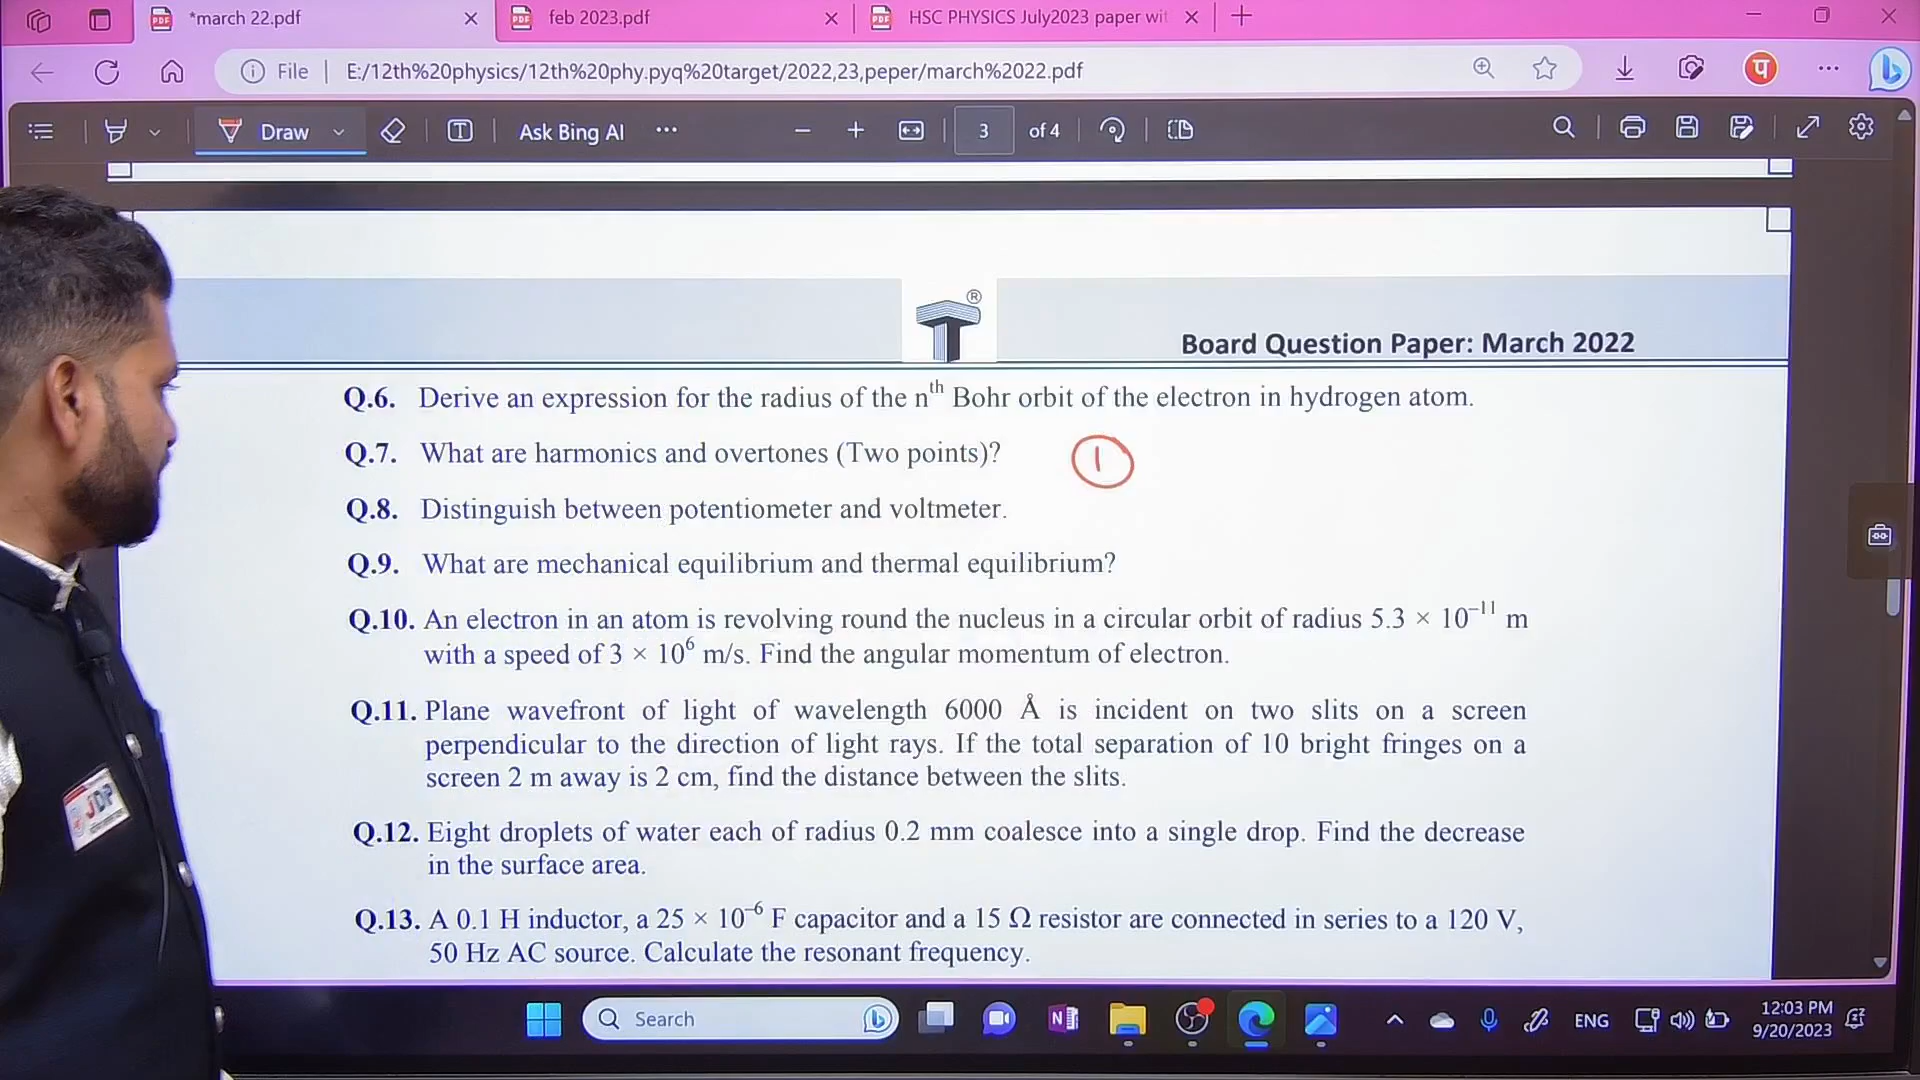 *march 22.pdf
feb 2023.pdf
HSC PHYSICS July2023 paper wit
File
E:/12th%20physics/12th%20phy.pyq%20target/2022,23,peper/march%2022.pdf
प
Draw
Ask Bing AI
3 of 4
®
Board Question Paper: March 2022
Q.6. Derive an expression for the radius of the nth Bohr orbit of the electron in hydrogen atom.
Q.7. What are harmonics and overtones (Two points)?
1
Q.8. Distinguish between potentiometer and voltmeter.
Q.9. What are mechanical equilibrium and thermal equilibrium?
Q.10. An electron in an atom is revolving round the nucleus in a circular orbit of radius 5.3 × 10⁻¹¹ m
with a speed of 3 × 10⁶ m/s. Find the angular momentum of electron.
Q.11. Plane wavefront of light of wavelength 6000 Å is incident on two slits on a screen
perpendicular to the direction of light rays. If the total separation of 10 bright fringes on a
screen 2 m away is 2 cm, find the distance between the slits.
Q.12. Eight droplets of water each of radius 0.2 mm coalesce into a single drop. Find the decrease
in the surface area.
JDP
Q.13. A 0.1 H inductor, a 25 × 10⁻⁶ F capacitor and a 15 Ω resistor are connected in series to a 120 V,
50 Hz AC source. Calculate the resonant frequency.
Search
ENG
12:03 PM
9/20/2023